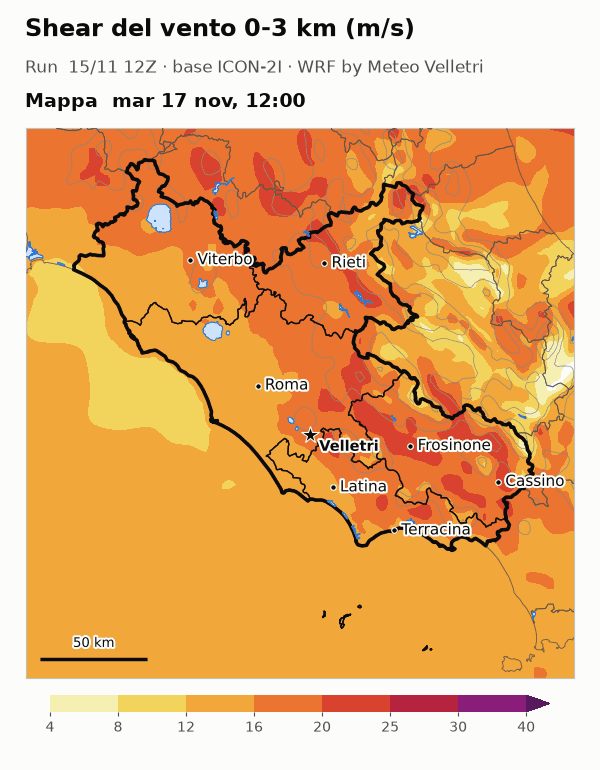 Shear del vento 0-3 km (m/s)
Run  15/11 12Z · base ICON-2I · WRF by Meteo Velletri
Mappa  mar 17 nov, 12:00
Viterbo
Rieti
Roma
Velletri
Frosinone
Cassino
Latina
Terracina
50 km
4 8 12 16 20 25 30 40